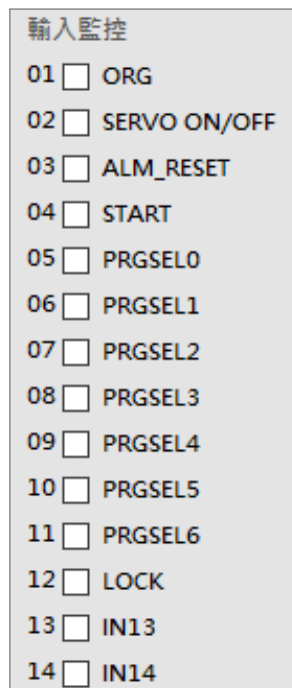 輸入監控
01 ORG
02 SERVO ON/OFF
03 ALM_RESET
04 START
05 PRGSEL0
06 PRGSEL1
07 PRGSEL2
08 PRGSEL3
09 PRGSEL4
10 PRGSEL5
11 PRGSEL6
12 LOCK
13 IN13
14 IN14